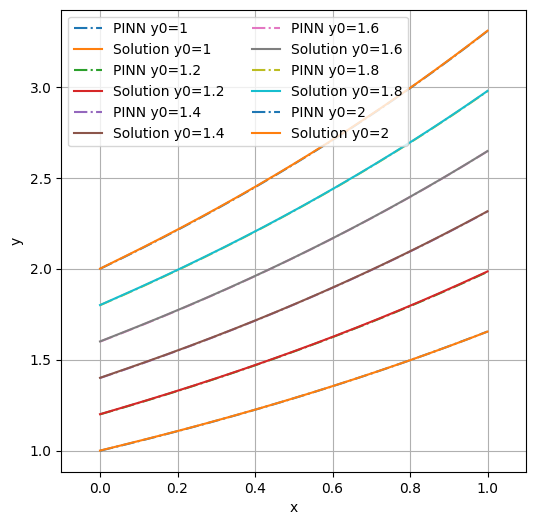 PINN y0=1
Solution y0=1
PINN y0=1.2
Solution y0=1.2
PINN y0=1.4
Solution y0=1.4
PINN y0=1.6
Solution y0=1.6
PINN y0=1.8
Solution y0=1.8
PINN y0=2
Solution y0=2
3.0
2.5
2.0
1.5
1.0
y
0.0 0.2 0.4 0.6 0.8 1.0
x